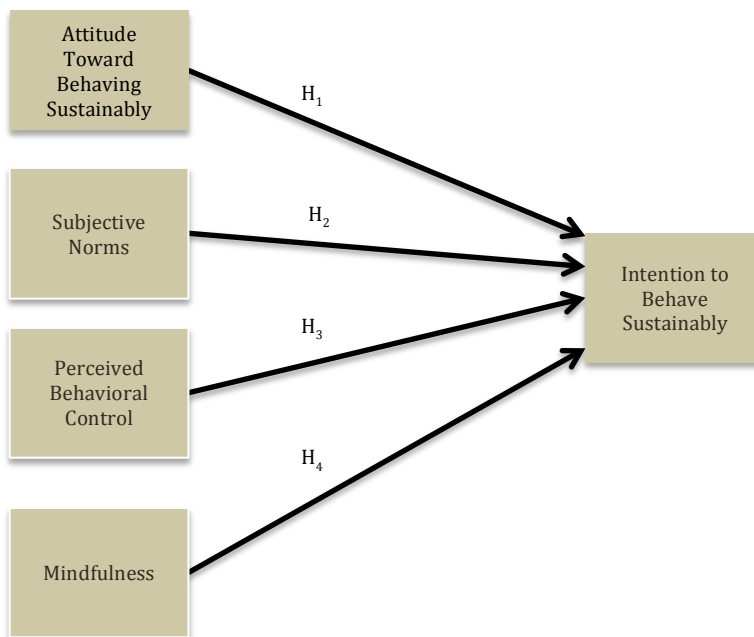 Attitude
Toward
Behaving
Sustainably
H₁
Subjective
Norms
H₂
Intention to
Behave
Sustainably
Perceived
Behavioral
Control
H₃
H₄
Mindfulness